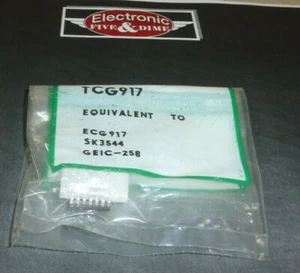 Electronic
FIVE & DIME
TCG917
EQUIVALENT TO
ECG917
SK3544
GEIC-258